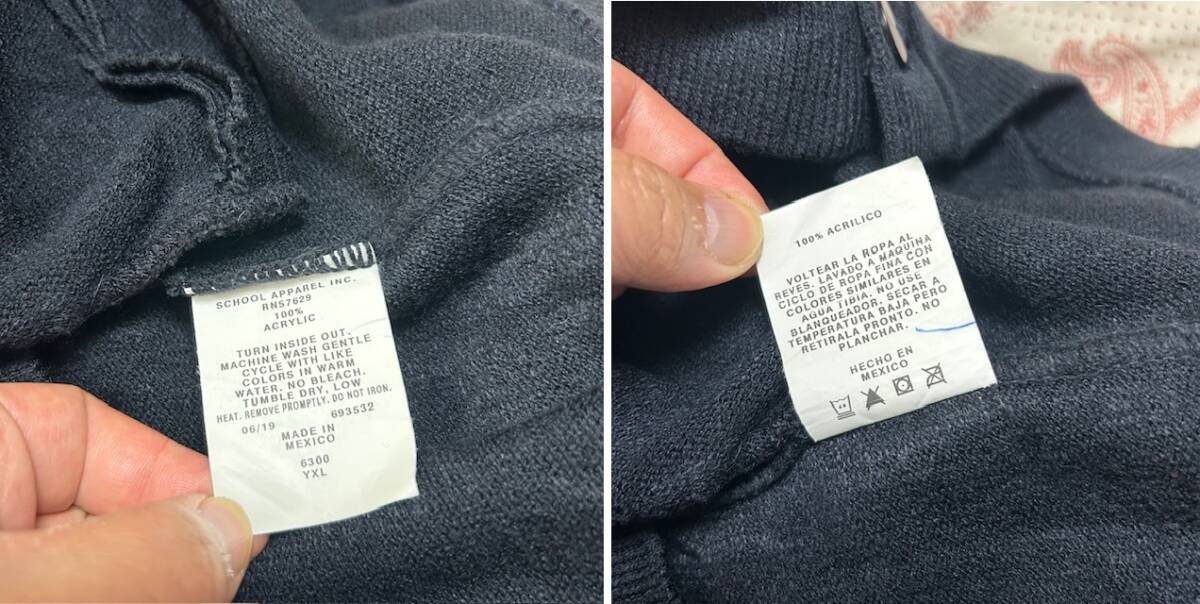 SCHOOL APPAREL INC.
RN57629
100%
ACRYLIC
TURN INSIDE OUT.
MACHINE WASH GENTLE
CYCLE WITH LIKE
COLORS IN WARM
WATER. NO BLEACH.
TUMBLE DRY, LOW
HEAT. REMOVE PROMPTLY. DO NOT IRON.
06/19 693532
MADE IN
MEXICO
6300
YXL
100% ACRILICO
VOLTEAR LA ROPA AL
REVES. LAVADO A MAQUINA
CICLO DE ROPA FINA CON
COLORES SIMILARES EN
AGUA TIBIA. NO USE
BLANQUEADOR. SECAR A
TEMPERATURA BAJA PERO
RETIRALA PRONTO. NO
PLANCHAR.
HECHO EN
MEXICO